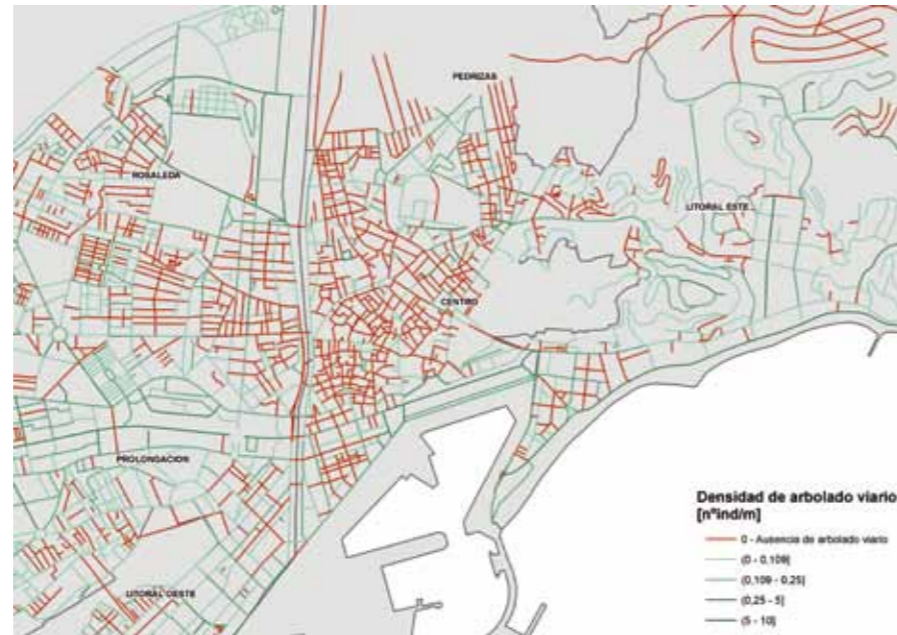 PEDRIZAS
ROSALEDA
LITORAL ESTE
CENTRO
PROLONGACION
LITORAL OESTE
Densidad de arbolado viario
[nºind/m]
0 - Ausencia de arbolado viario
(0 - 0,109]
(0,109 - 0,25]
(0,25 - 5]
(5 - 10]